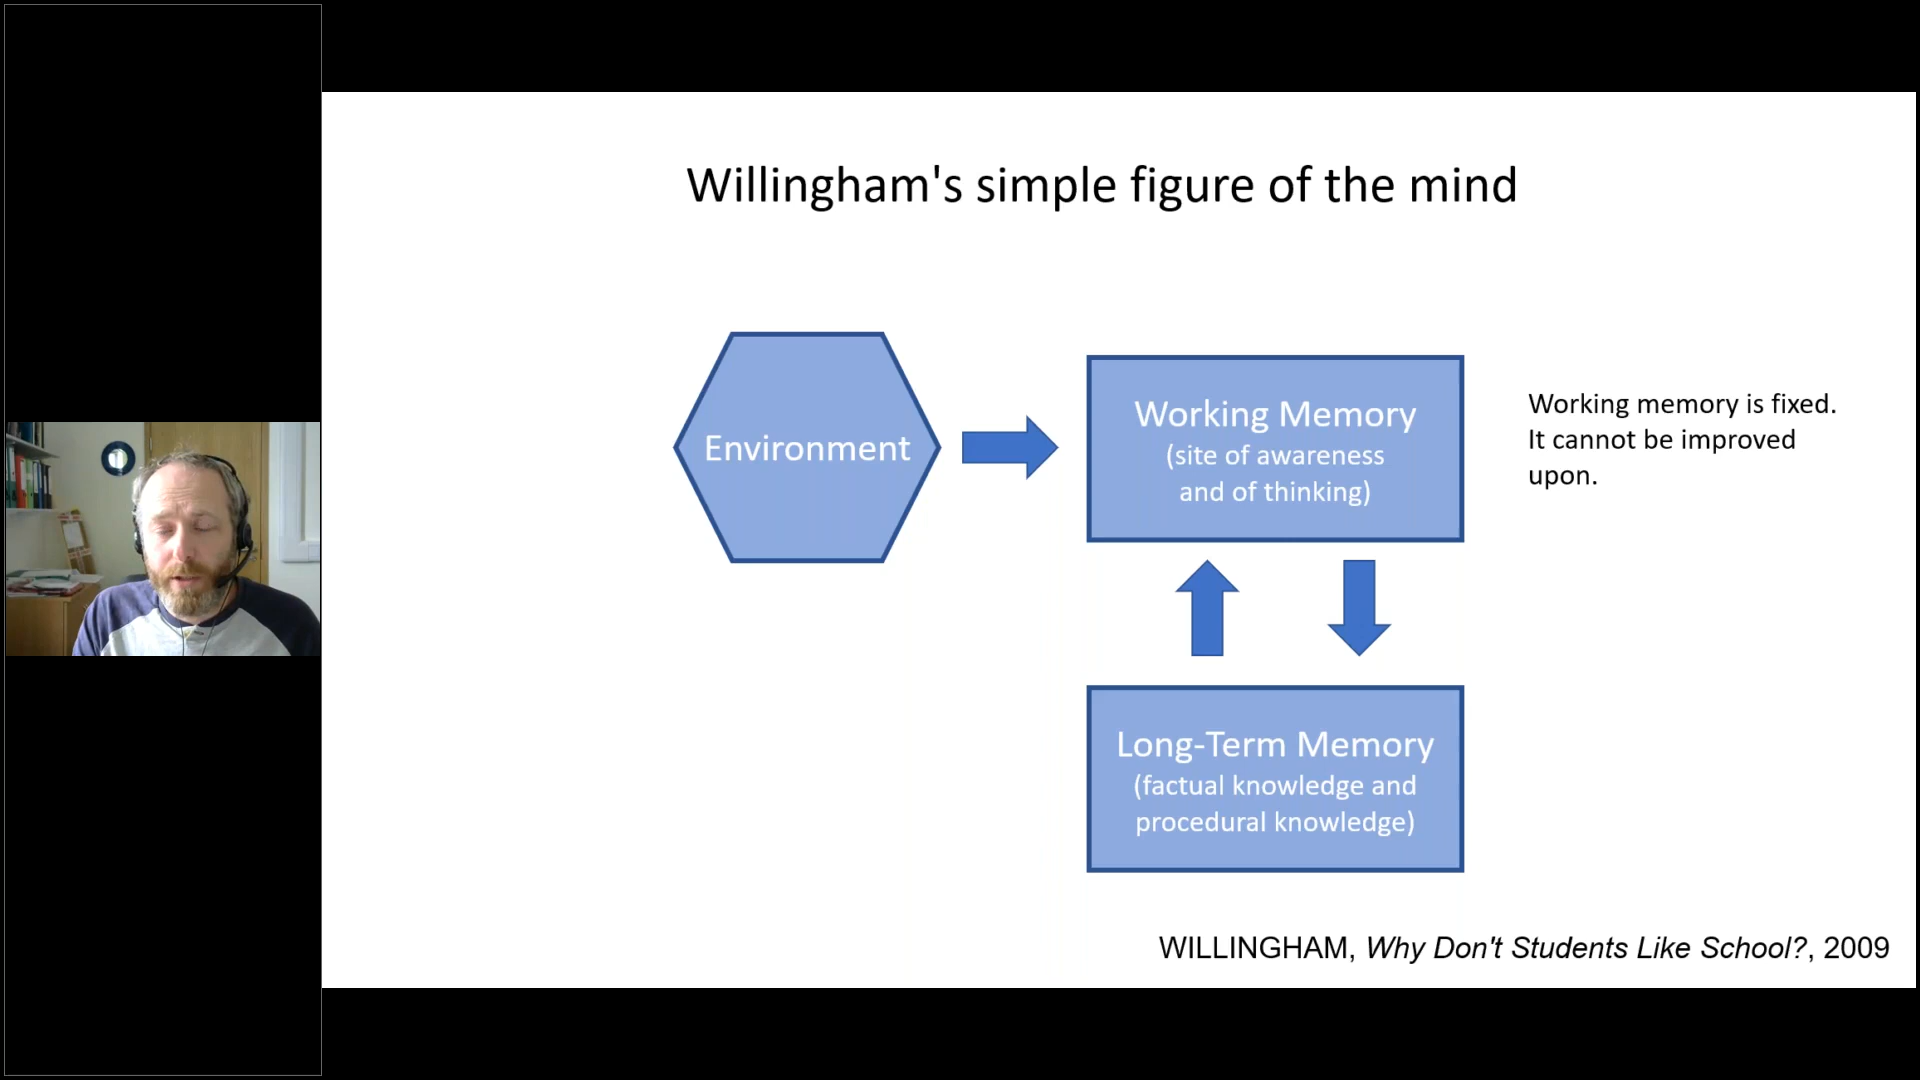 Willingham's simple figure of the mind
Environment
Working Memory
(site of awareness
and of thinking)
Working memory is fixed.
It cannot be improved
upon.
Long-Term Memory
(factual knowledge and
procedural knowledge)
WILLINGHAM, Why Don't Students Like School?, 2009